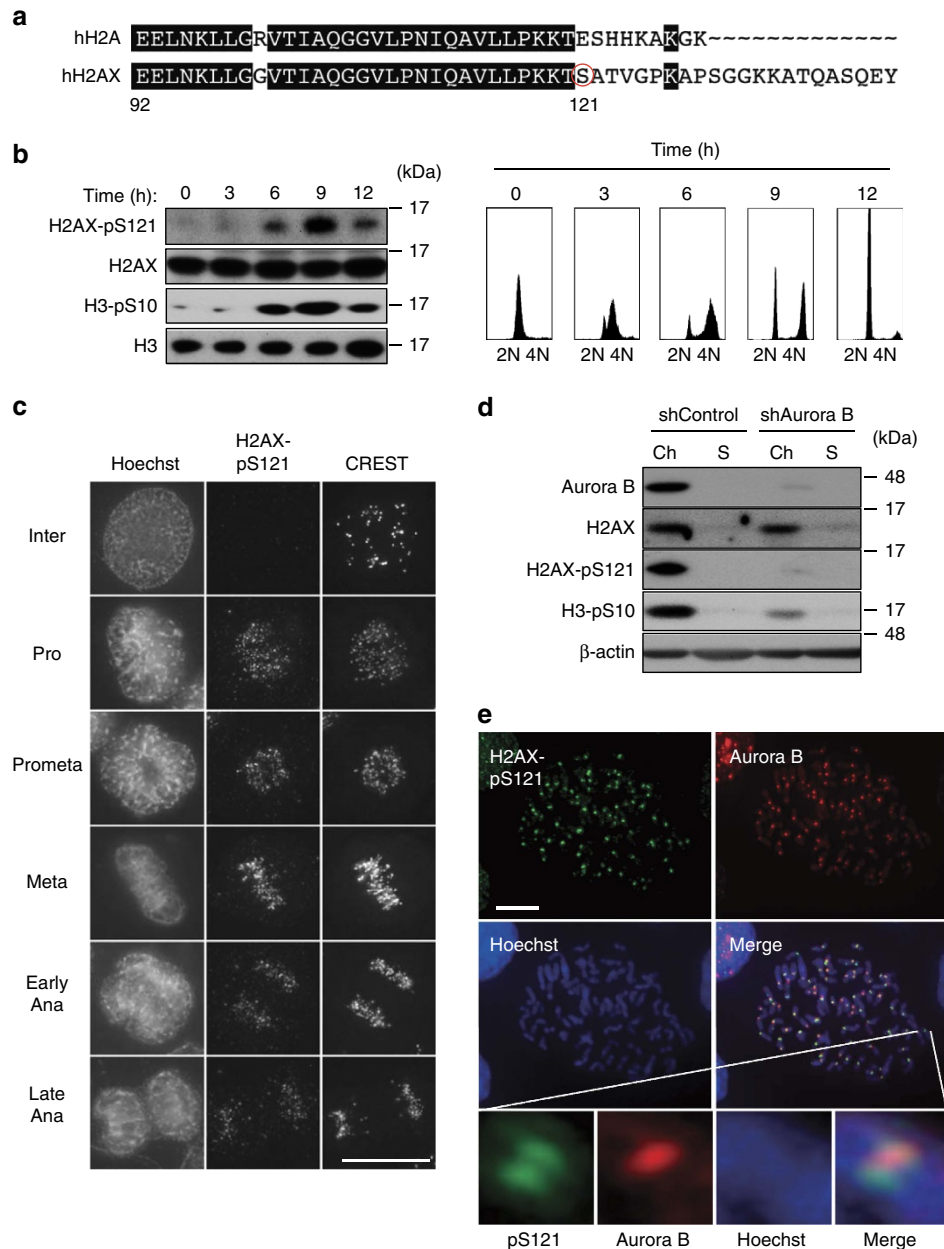 a
hH2A EELNKLLGRVTIAQGGVLPNIQAVLLPKKTESHHKAKGK~~~~~~~~~~~~~
hH2AX EELNKLLGGVTIAQGGVLPNIQAVLLPKKTSATVGPKAPSGGKKATQASQEY
92 121
b
(kDa)
Time (h): 0 3 6 9 12
17
H2AX-pS121
17
H2AX
H3-pS10 17
H3 17
Time (h)
0 3 6 9 12
2N 4N 2N 4N 2N 4N 2N 4N 2N 4N
c
Hoechst H2AX-pS121 CREST
Inter
Pro
Prometa
Meta
Early
Ana
Late
Ana
d
shControl shAurora B
(kDa)
Ch S Ch S
Aurora B 48
17
H2AX
17
H2AX-pS121
H3-pS10 17
48
β-actin
e
H2AX-
pS121
Aurora B
Hoechst Merge
pS121 Aurora B Hoechst Merge